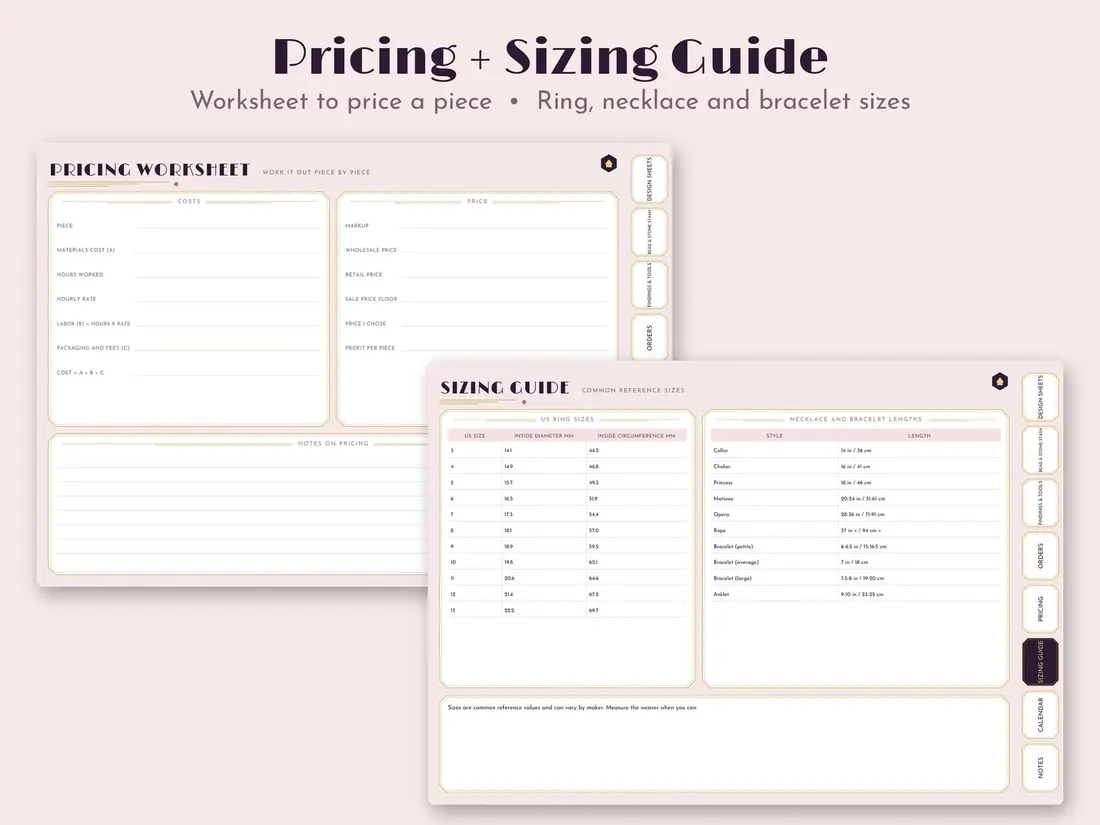 Pricing + Sizing Guide
Worksheet to price a piece • Ring, necklace and bracelet sizes
PRICING WORKSHEET WORK IT OUT PIECE BY PIECE
COSTS
PIECE
MATERIALS COST (A)
HOURS WORKED
HOURLY RATE
LABOR (B) = HOURS X RATE
PACKAGING AND FEES (C)
COST = A + B + C
PRICE
MARKUP
WHOLESALE PRICE
RETAIL PRICE
SALE PRICE FLOOR
PRICE I CHOSE
PROFIT PER PIECE
NOTES ON PRICING
DESIGN SHEETS
BEAD & STONE STASH
FINDINGS & TOOLS
ORDERS
SIZING GUIDE COMMON REFERENCE SIZES
US RING SIZES
US SIZE INSIDE DIAMETER MM INSIDE CIRCUMFERENCE MM
3 14.1 44.2
4 14.9 46.8
5 15.7 49.3
6 16.5 51.9
7 17.3 54.4
8 18.1 57.0
9 18.9 59.5
10 19.8 62.1
11 20.6 64.6
12 21.4 67.2
13 22.2 69.7
NECKLACE AND BRACELET LENGTHS
STYLE LENGTH
Collar 14 in / 36 cm
Choker 16 in / 41 cm
Princess 18 in / 46 cm
Matinee 20-24 in / 51-61 cm
Opera 28-36 in / 71-91 cm
Rope 37 in + / 94 cm +
Bracelet (petite) 6-6.5 in / 15-16.5 cm
Bracelet (average) 7 in / 18 cm
Bracelet (large) 7.5-8 in / 19-20 cm
Anklet 9-10 in / 23-25 cm
Sizes are common reference values and can vary by maker. Measure the wearer when you can.
DESIGN SHEETS
BEAD & STONE STASH
FINDINGS & TOOLS
ORDERS
PRICING
SIZING GUIDE
CALENDAR
NOTES